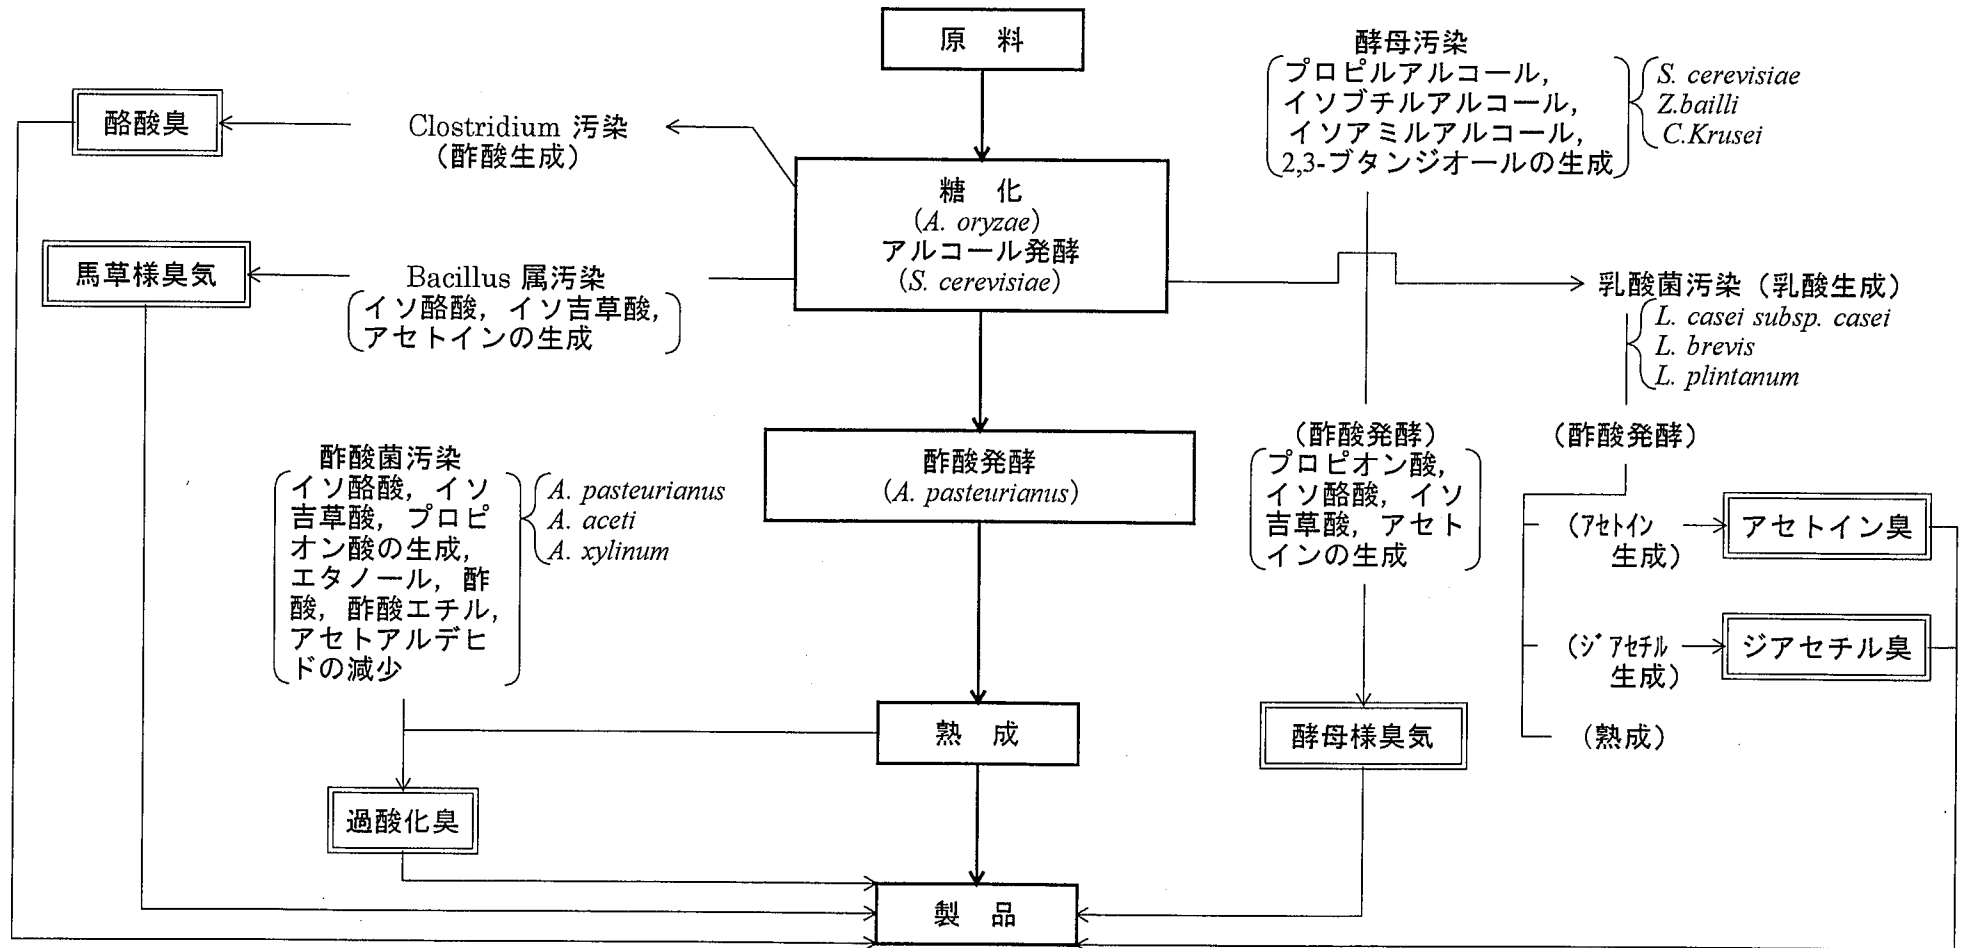 原 料
酵母汚染
プロピルアルコール,
イソブチルアルコール,
イソアミルアルコール,
2,3-ブタンジオールの生成
S. cerevisiae
Z.bailli
C.Krusei
酪酸臭
Clostridium 汚染
（酢酸生成）
糖 化
(A. oryzae)
アルコール発酵
(S. cerevisiae)
馬草様臭気
Bacillus 属汚染
イソ酪酸, イソ吉草酸,
アセトインの生成
乳酸菌汚染（乳酸生成）
L. casei subsp. casei
L. brevis
L. plintanum
酢酸菌汚染
イソ酪酸, イソ
吉草酸, プロピ
オン酸の生成,
エタノール, 酢
酸, 酢酸エチル,
アセトアルデヒ
ドの減少
A. pasteurianus
A. aceti
A. xylinum
酢酸発酵
(A. pasteurianus)
（酢酸発酵）
プロピオン酸,
イソ酪酸, イソ
吉草酸, アセト
インの生成
（酢酸発酵）
（アセトイン
生成）
アセトイン臭
（ジアセチル
生成）
ジアセチル臭
（熟成）
熟 成
酵母様臭気
過酸化臭
製 品